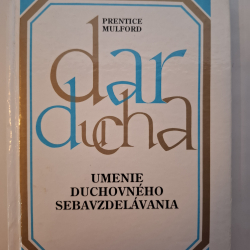 PRENTICE
MULFORD
dar
ducha
UMENIE
DUCHOVNÉHO
SEBAVZDELÁVANIA